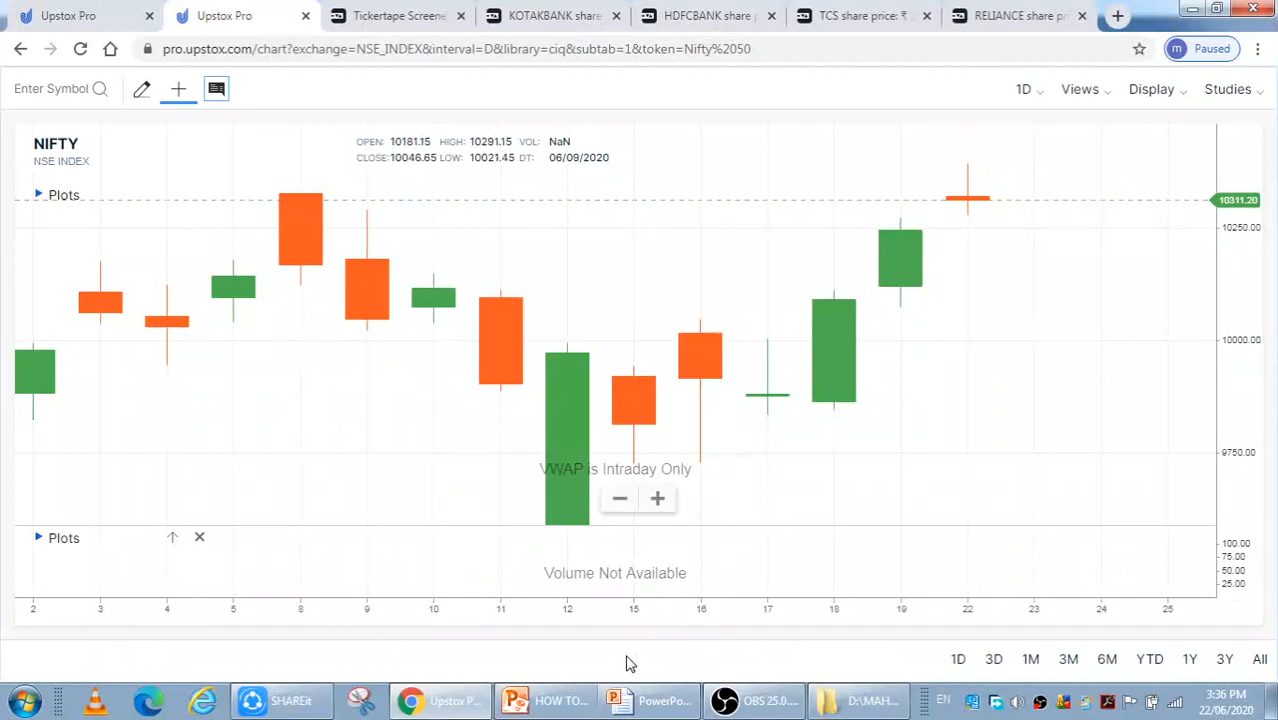 Upstox Pro
Upstox Pro
Tickertape Screene
KOTAKBANK share
HDFCBANK share p
TCS share price: ₹
RELIANCE share pr
pro.upstox.com/chart?exchange=NSE_INDEX&interval=D&library=ciq&subtab=1&token=Nifty%2050
m Paused
Enter Symbol
1D Views Display Studies
NIFTY
NSE INDEX
OPEN: 10181.15 HIGH: 10291.15 VOL: NaN
CLOSE: 10046.65 LOW: 10021.45 DT: 06/09/2020
Plots
10311.20
10250.00
10000.00
9750.00
VWAP is Intraday Only
Plots
100.00
75.00
50.00
25.00
Volume Not Available
2 3 4 5 8 9 10 11 12 15 16 17 18 19 22 23 24 25
1D 3D 1M 3M 6M YTD 1Y 3Y All
SHAREit
Upstox P...
HOW TO...
PowerPo...
OBS 25.0...
D:\MAH...
EN
3:36 PM
22/06/2020